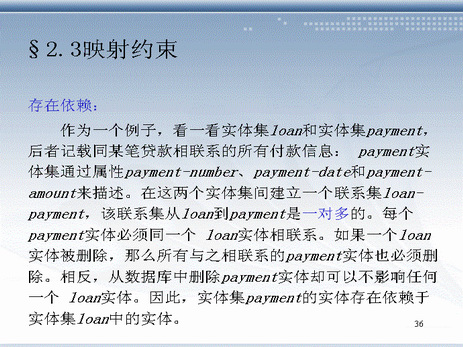 §2.3映射约束
存在依赖：
作为一个例子，看一看实体集loan和实体集payment，
后者记载同某笔贷款相联系的所有付款信息： payment实
体集通过属性payment-number、payment-date和payment-
amount来描述。在这两个实体集间建立一个联系集loan-
payment，该联系集从loan到payment是一对多的。每个
payment实体必须同一个 loan实体相联系。如果一个loan
实体被删除，那么所有与之相联系的payment实体也必须删
除。相反，从数据库中删除payment实体却可以不影响任何
一个 loan实体。因此，实体集payment的实体存在依赖于
实体集loan中的实体。
36